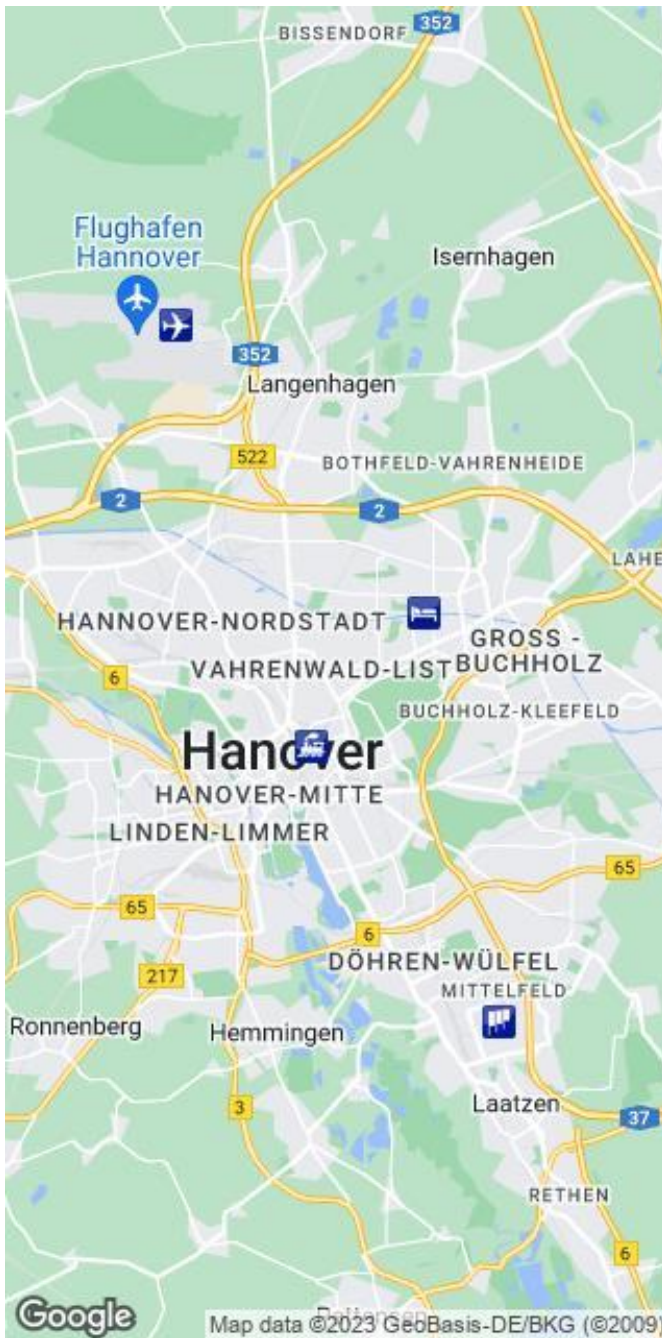 352
BISSENDORF
Flughafen
Hannover
Isernhagen
352
Langenhagen
522
BOTHFELD-VAHRENHEIDE
2
2
LAHE
HANNOVER-NORDSTADT
GROSS -
BUCHHOLZ
VAHRENWALD-LIST
6
BUCHHOLZ-KLEEFELD
Hanover
HANOVER-MITTE
LINDEN-LIMMER
65
65
6
DÖHREN-WÜLFEL
217
MITTELFELD
Ronnenberg
Hemmingen
3
Laatzen
37
RETHEN
6
Google
Map data ©2023 GeoBasis-DE/BKG (©2009)